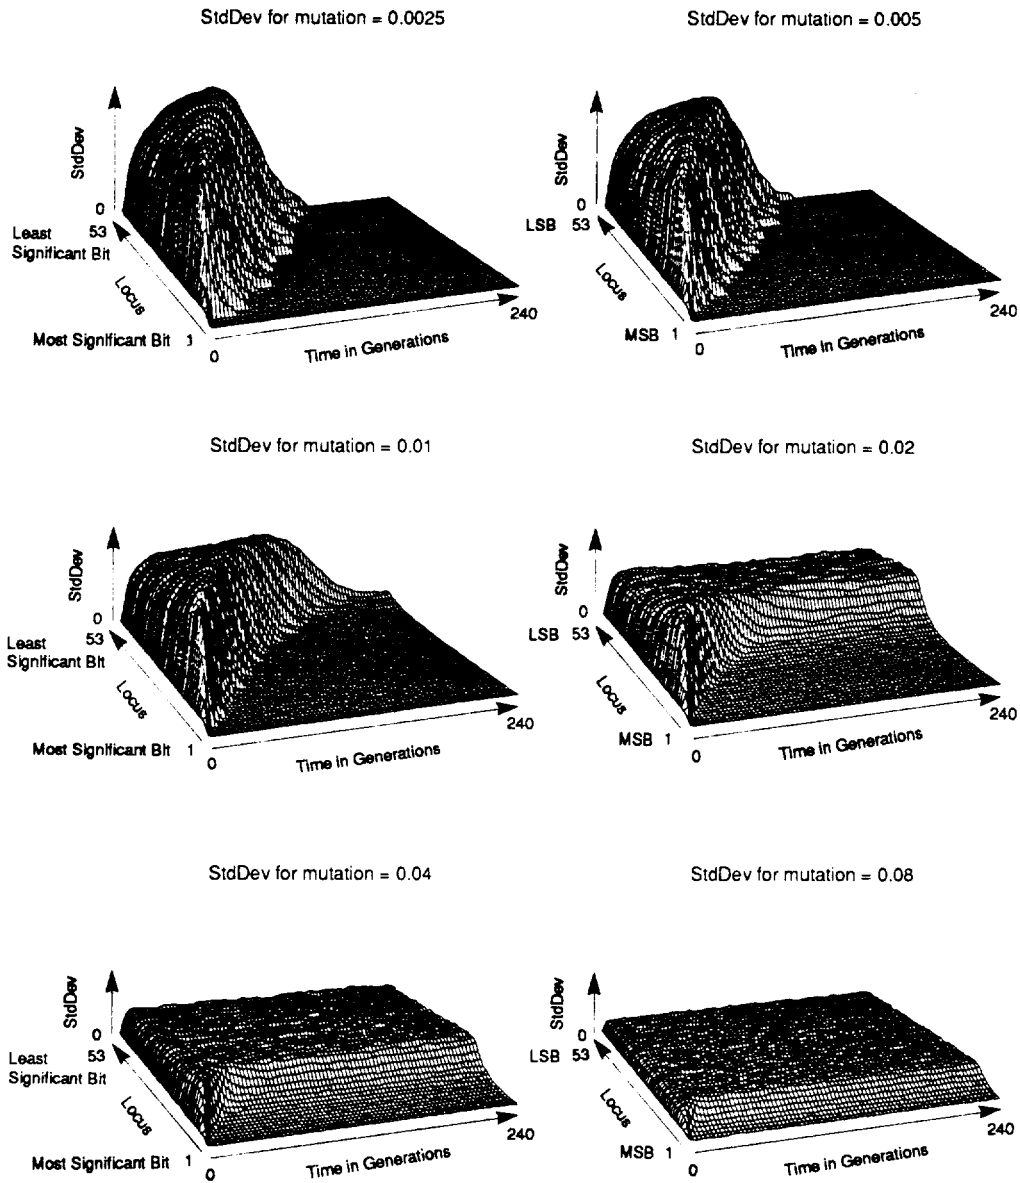 StdDev for mutation = 0.0025
StdDev
0
53
Least
Significant Bit
Locus
Most Significant Bit 1
0
Time in Generations
240
StdDev for mutation = 0.005
StdDev
0
LSB 53
Locus
MSB 1
0
Time in Generations
240
StdDev for mutation = 0.01
StdDev
0
53
Least
Significant Bit
Locus
Most Significant Bit 1
0
Time in Generations
240
StdDev for mutation = 0.02
StdDev
0
LSB 53
Locus
MSB 1
0
Time in Generations
240
StdDev for mutation = 0.04
StdDev
0
53
Least
Significant Bit
Locus
Most Significant Bit 1
0
Time in Generations
240
StdDev for mutation = 0.08
StdDev
0
LSB 53
Locus
MSB 1
0
Time in Generations
240